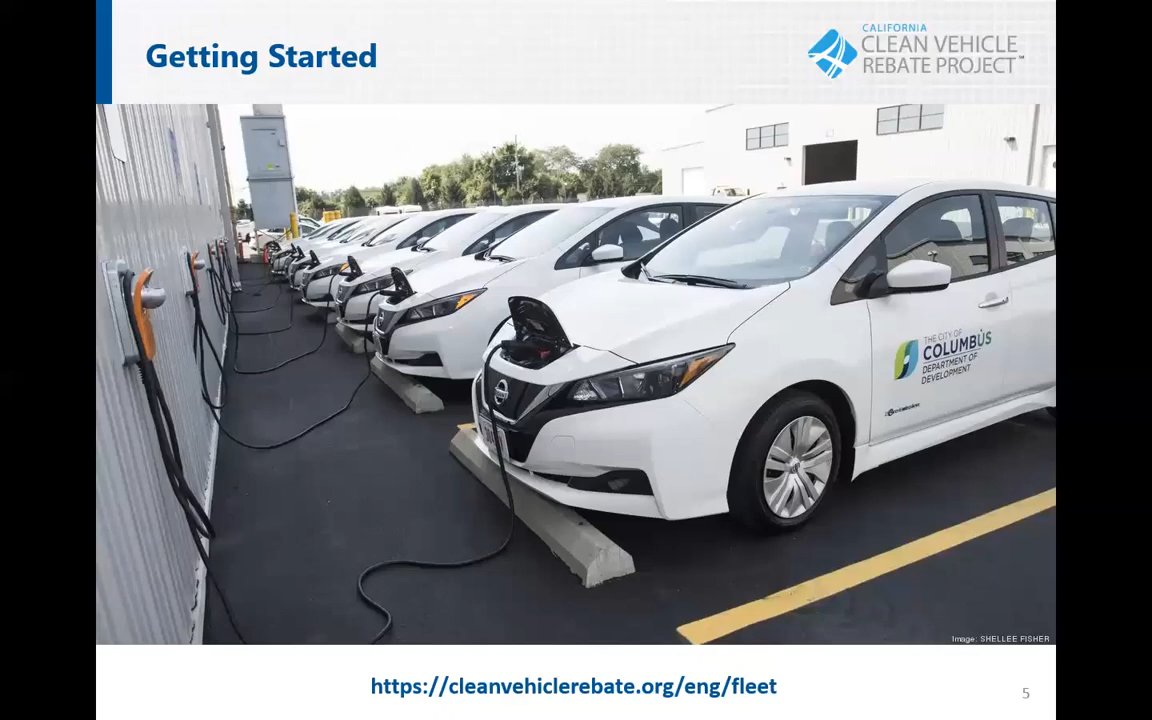 Getting Started
CALIFORNIA
CLEAN VEHICLE
REBATE PROJECT™
THE CITY OF
COLUMBUS
DEPARTMENT OF
DEVELOPMENT
Image: SHELLEE FISHER
https://cleanvehiclerebate.org/eng/fleet
5